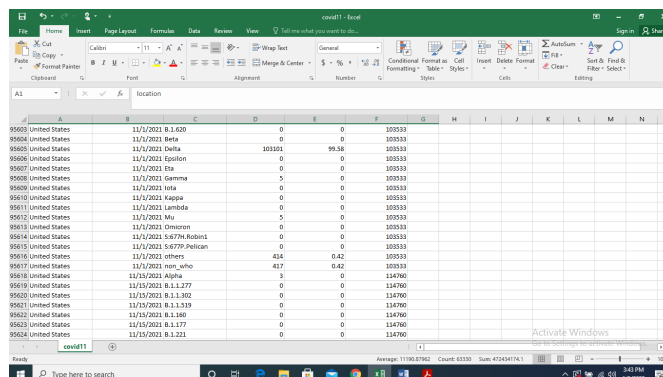 covid11 - Excel
File Home Insert Page Layout Formulas Data Review View Tell me what you want to do... Sign in Shar
Cut
Copy
Format Painter
Paste
Calibri 11
B I U
Wrap Text
Merge & Center
General
$ % ,
Conditional Formatting Format as Table Cell Styles
Insert Delete Format
AutoSum
Fill
Clear
Sort & Filter Find & Select
Clipboard Font Alignment Number Styles Cells Editing
A1 fx location
A B C D E F G H I J K L M N
95603 United States 11/1/2021 B.1.620 0 0 103533
95604 United States 11/1/2021 Beta 0 0 103533
95605 United States 11/1/2021 Delta 103101 99.58 103533
95606 United States 11/1/2021 Epsilon 0 0 103533
95607 United States 11/1/2021 Eta 0 0 103533
95608 United States 11/1/2021 Gamma 5 0 103533
95609 United States 11/1/2021 Iota 0 0 103533
95610 United States 11/1/2021 Kappa 0 0 103533
95611 United States 11/1/2021 Lambda 0 0 103533
95612 United States 11/1/2021 Mu 5 0 103533
95613 United States 11/1/2021 Omicron 0 0 103533
95614 United States 11/1/2021 S:677H.Robin1 0 0 103533
95615 United States 11/1/2021 S:677P.Pelican 0 0 103533
95616 United States 11/1/2021 others 414 0.42 103533
95617 United States 11/1/2021 non_who 417 0.42 103533
95618 United States 11/15/2021 Alpha 3 0 114760
95619 United States 11/15/2021 B.1.1.277 0 0 114760
95620 United States 11/15/2021 B.1.1.302 0 0 114760
95621 United States 11/15/2021 B.1.1.519 0 0 114760
95622 United States 11/15/2021 B.1.160 0 0 114760
95623 United States 11/15/2021 B.1.177 0 0 114760
95624 United States 11/15/2021 B.1.221 0 0 114760
Activate Windows
Go to Settings to activate Windows.
covid11
Ready Average: 11190.87962 Count: 63330 Sum: 472434174.1
Type here to search 3:43 PM